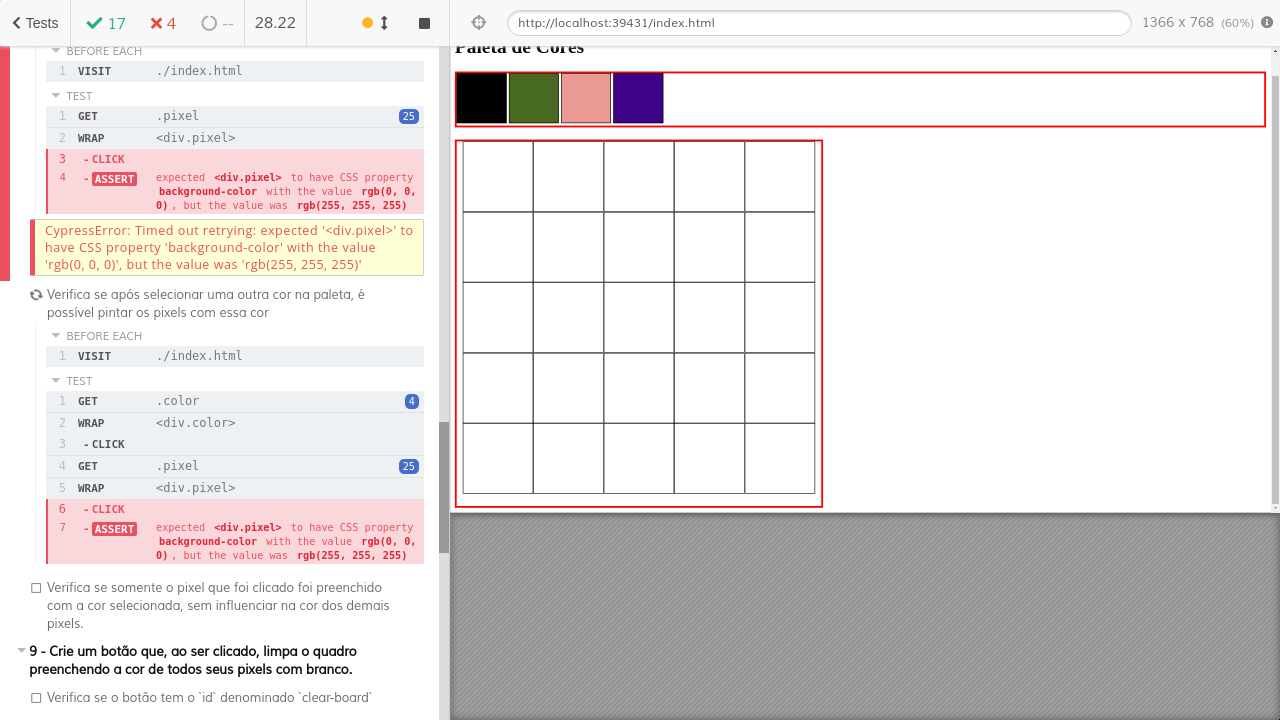 Tests
17
4
--
28.22
http://localhost:39431/index.html
1366 x 768 (60%)
BEFORE EACH
1 VISIT ./index.html
TEST
1 GET .pixel 25
2 WRAP <div.pixel>
3 - CLICK
4 - ASSERT expected <div.pixel> to have CSS property
background-color with the value rgb(0, 0,
0) , but the value was rgb(255, 255, 255)
CypressError: Timed out retrying: expected '<div.pixel>' to
have CSS property 'background-color' with the value
'rgb(0, 0, 0)', but the value was 'rgb(255, 255, 255)'
Verifica se após selecionar uma outra cor na paleta, é
possível pintar os pixels com essa cor
BEFORE EACH
1 VISIT ./index.html
TEST
1 GET .color 4
2 WRAP <div.color>
3 - CLICK
4 GET .pixel 25
5 WRAP <div.pixel>
6 - CLICK
7 - ASSERT expected <div.pixel> to have CSS property
background-color with the value rgb(0, 0,
0) , but the value was rgb(255, 255, 255)
Verifica se somente o pixel que foi clicado foi preenchido
com a cor selecionada, sem influenciar na cor dos demais
pixels.
9 - Crie um botão que, ao ser clicado, limpa o quadro
preenchendo a cor de todos seus pixels com branco.
Verifica se o botão tem o `id` denominado `clear-board`
Paleta de Cores